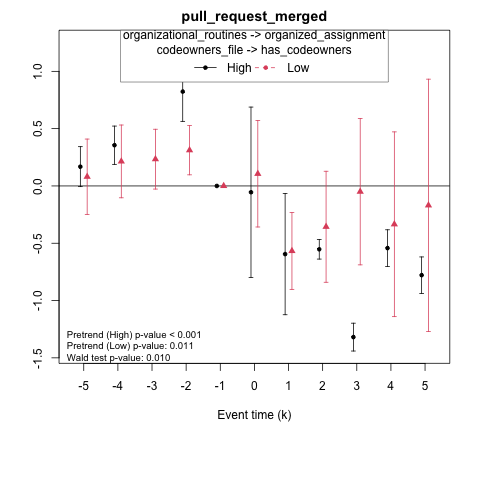 pull_request_merged
organizational_routines -> organized_assignment
codeowners_file -> has_codeowners
High Low
1.0
0.5
0.0
-0.5
-1.0
-1.5
Pretrend (High) p-value < 0.001
Pretrend (Low) p-value: 0.011
Wald test p-value: 0.010
-5 -4 -3 -2 -1 0 1 2 3 4 5
Event time (k)